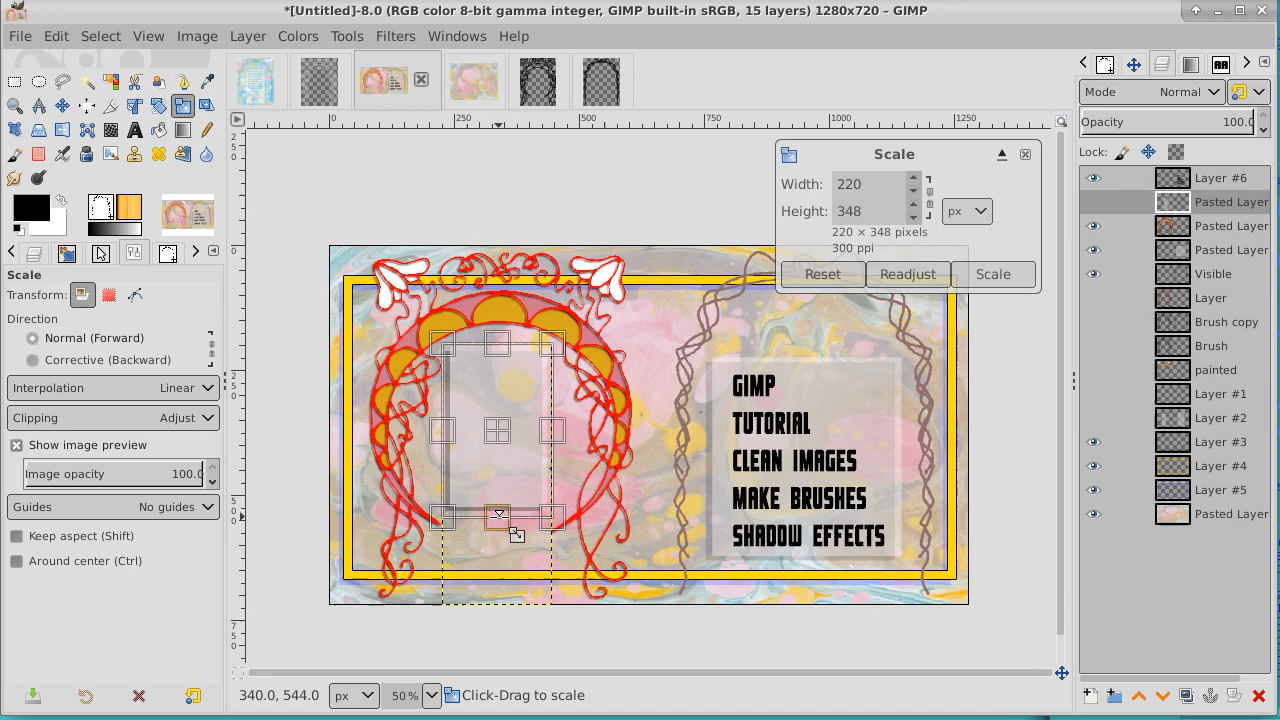 *[Untitled]-8.0 (RGB color 8-bit gamma integer, GIMP built-in sRGB, 15 layers) 1280x720 – GIMP
File Edit Select View Image Layer Colors Tools Filters Windows Help
Scale
Transform:
Direction
Normal (Forward)
Corrective (Backward)
Interpolation Linear
Clipping Adjust
Show image preview
Image opacity 100.0
Guides No guides
Keep aspect (Shift)
Around center (Ctrl)
0 250 500 750 1000 1250
Scale
Width: 220
Height: 348
px
220 × 348 pixels
300 ppi
Reset Readjust Scale
GIMP
TUTORIAL
CLEAN IMAGES
MAKE BRUSHES
SHADOW EFFECTS
340.0, 544.0 px 50% Click-Drag to scale
Mode Normal
Opacity 100.0
Lock:
Layer #6
Pasted Layer
Pasted Layer
Pasted Layer
Visible
Layer
Brush copy
Brush
painted
Layer #1
Layer #2
Layer #3
Layer #4
Layer #5
Pasted Layer